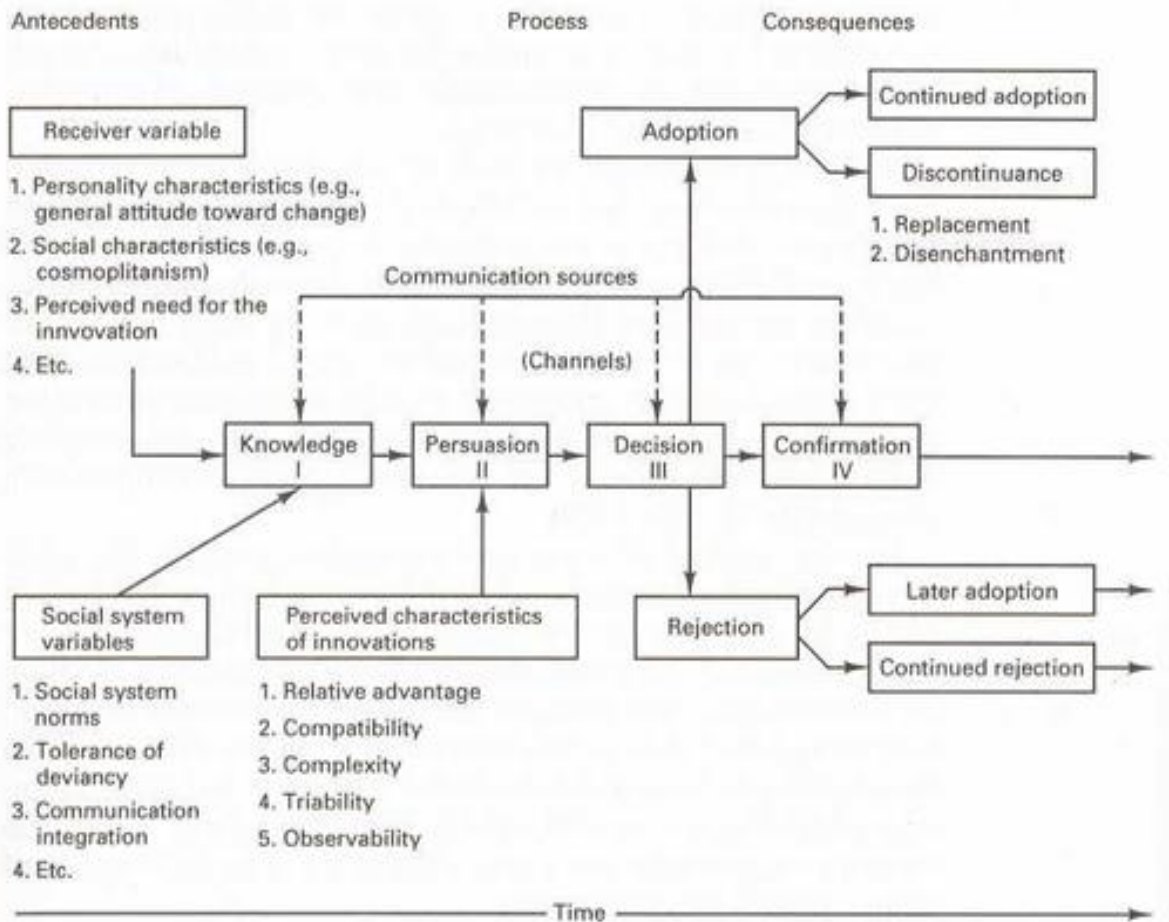 Antecedents
Process
Consequences
Receiver variable
1. Personality characteristics (e.g.,
general attitude toward change)
2. Social characteristics (e.g.,
cosmoplitanism)
3. Perceived need for the
innvovation
4. Etc.
Adoption
Continued adoption
Discontinuance
1. Replacement
2. Disenchantment
Communication sources
(Channels)
Knowledge
I
Persuasion
II
Decision
III
Confirmation
IV
Social system
variables
1. Social system
norms
2. Tolerance of
deviancy
3. Communication
integration
4. Etc.
Perceived characteristics
of innovations
1. Relative advantage
2. Compatibility
3. Complexity
4. Triability
5. Observability
Rejection
Later adoption
Continued rejection
Time